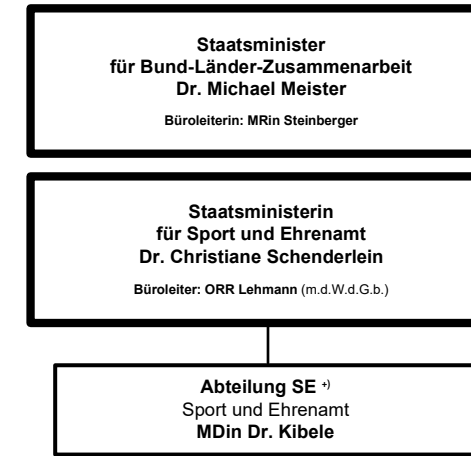 Staatsminister
für Bund-Länder-Zusammenarbeit
Dr. Michael Meister
Büroleiterin: MRin Steinberger
Staatsministerin
für Sport und Ehrenamt
Dr. Christiane Schenderlein
Büroleiter: ORR Lehmann (m.d.W.d.G.b.)
Abteilung SE +)
Sport und Ehrenamt
MDin Dr. Kibele